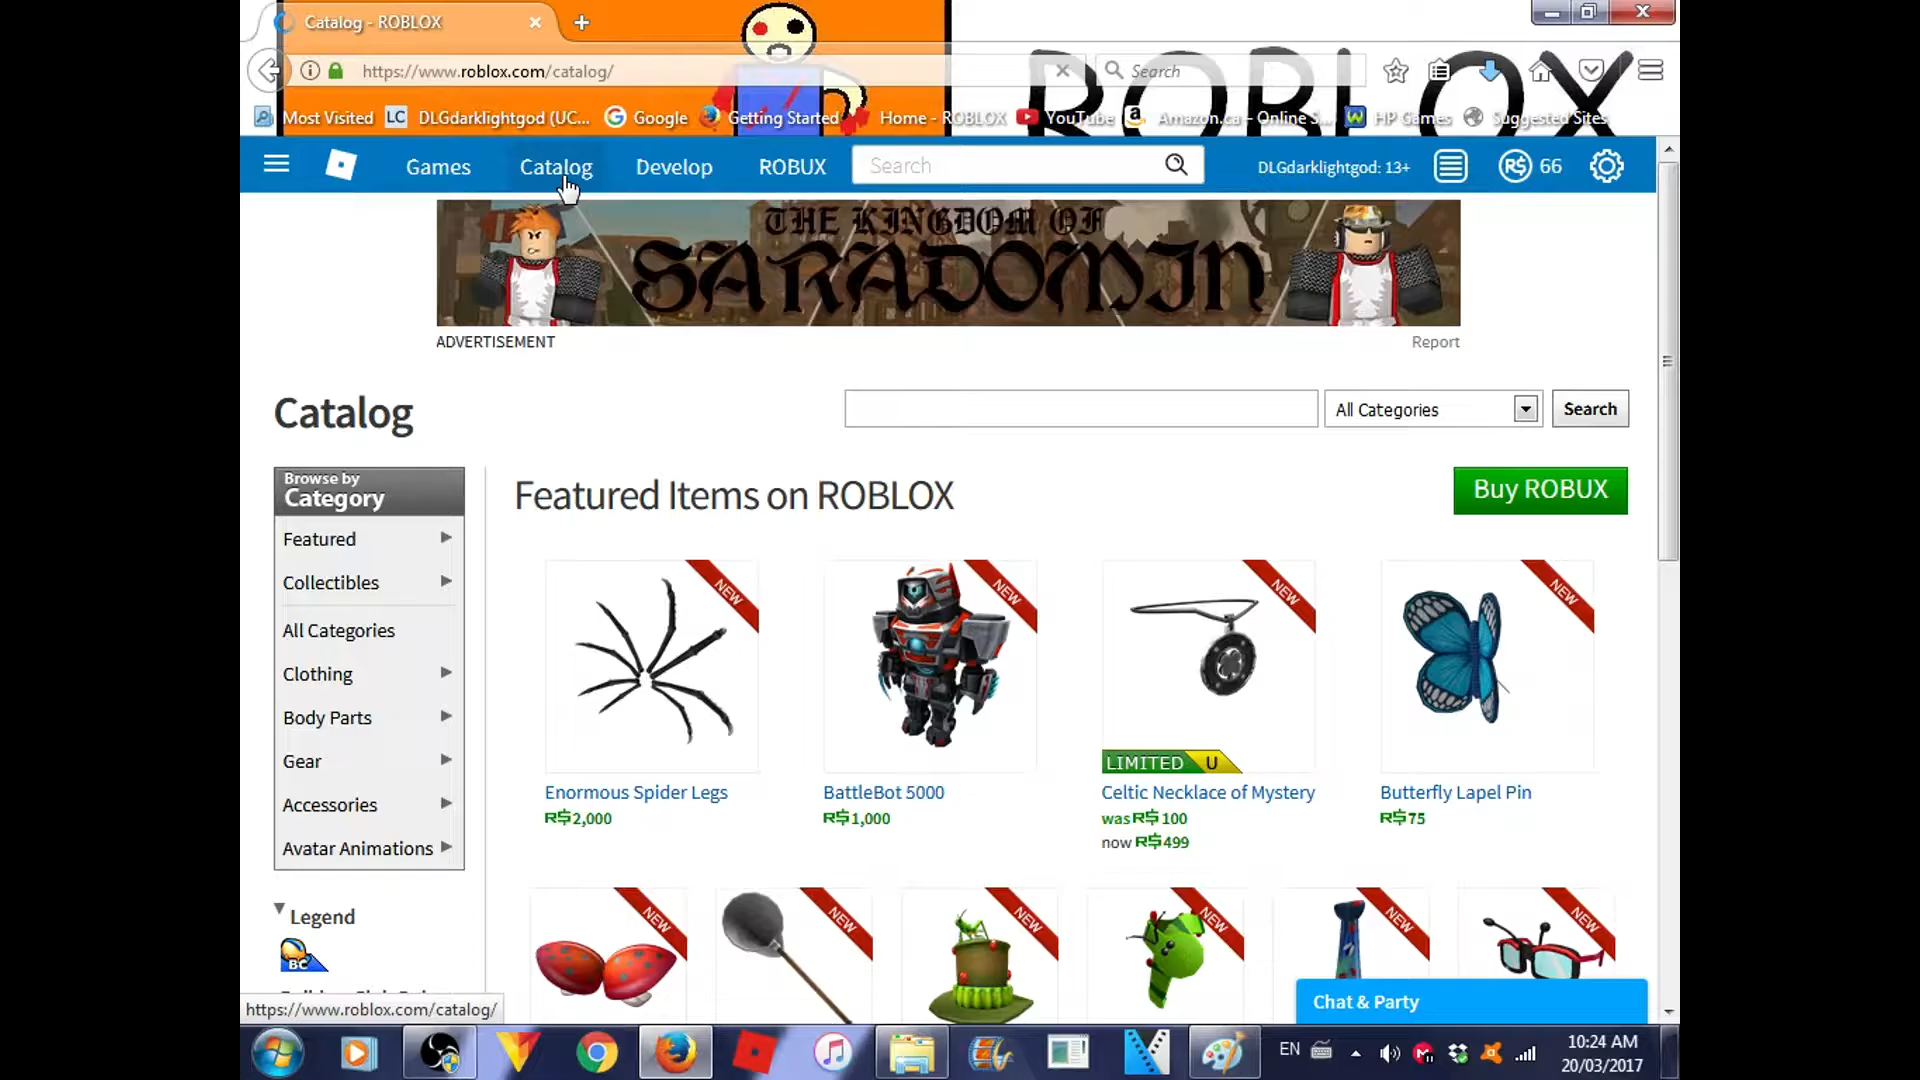 Catalog - ROBLOX
ROBLOX
https://www.roblox.com/catalog/
Search
Most Visited
LC
DLGdarklightgod (UC...
Google
Getting Started
Home - ROBLOX
YouTube
Amazon.ca – Online S...
HP Games
Suggested Sites
Games
Catalog
Develop
ROBUX
Search
DLGdarklightgod: 13+
R$
66
THE KINGDOM OF
SARADOMIN
ADVERTISEMENT
Report
Catalog
All Categories
Search
Browse by
Category
Featured
Collectibles
All Categories
Clothing
Body Parts
Gear
Accessories
Avatar Animations
Legend
BC
Featured Items on ROBLOX
Buy ROBUX
NEW
NEW
NEW
NEW
LIMITED U
Enormous Spider Legs
R$2,000
BattleBot 5000
R$1,000
Celtic Necklace of Mystery
was R$ 100
now R$499
Butterfly Lapel Pin
R$75
NEW
NEW
NEW
NEW
NEW
NEW
Chat & Party
https://www.roblox.com/catalog/
EN
10:24 AM
20/03/2017